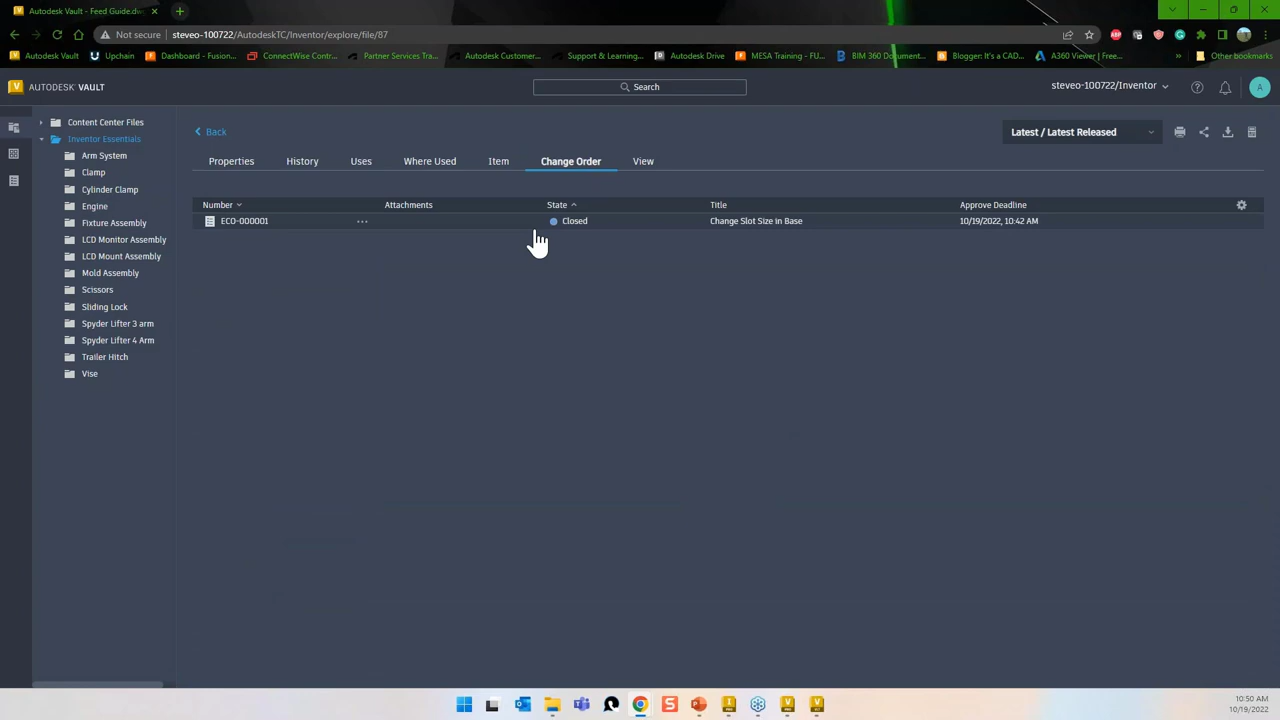 Autodesk Vault - Feed Guide.dw
Not secure steveo-100722/AutodeskTC/Inventor/explore/file/87
Autodesk Vault Upchain Dashboard - Fusion... ConnectWise Contr... Partner Services Tra... Autodesk Customer... Support & Learning... Autodesk Drive MESA Training - FU... BIM 360 Document... Blogger: It's a CAD... A360 Viewer | Free... Other bookmarks
AUTODESK VAULT
Search
steveo-100722/Inventor
A
Content Center Files
Inventor Essentials
Arm System
Clamp
Cylinder Clamp
Engine
Fixture Assembly
LCD Monitor Assembly
LCD Mount Assembly
Mold Assembly
Scissors
Sliding Lock
Spyder Lifter 3 arm
Spyder Lifter 4 Arm
Trailer Hitch
Vise
Back
Latest / Latest Released
Properties History Uses Where Used Item Change Order View
Number Attachments State Title Approve Deadline
ECO-000001 ... Closed Change Slot Size in Base 10/19/2022, 10:42 AM
10:50 AM
10/19/2022